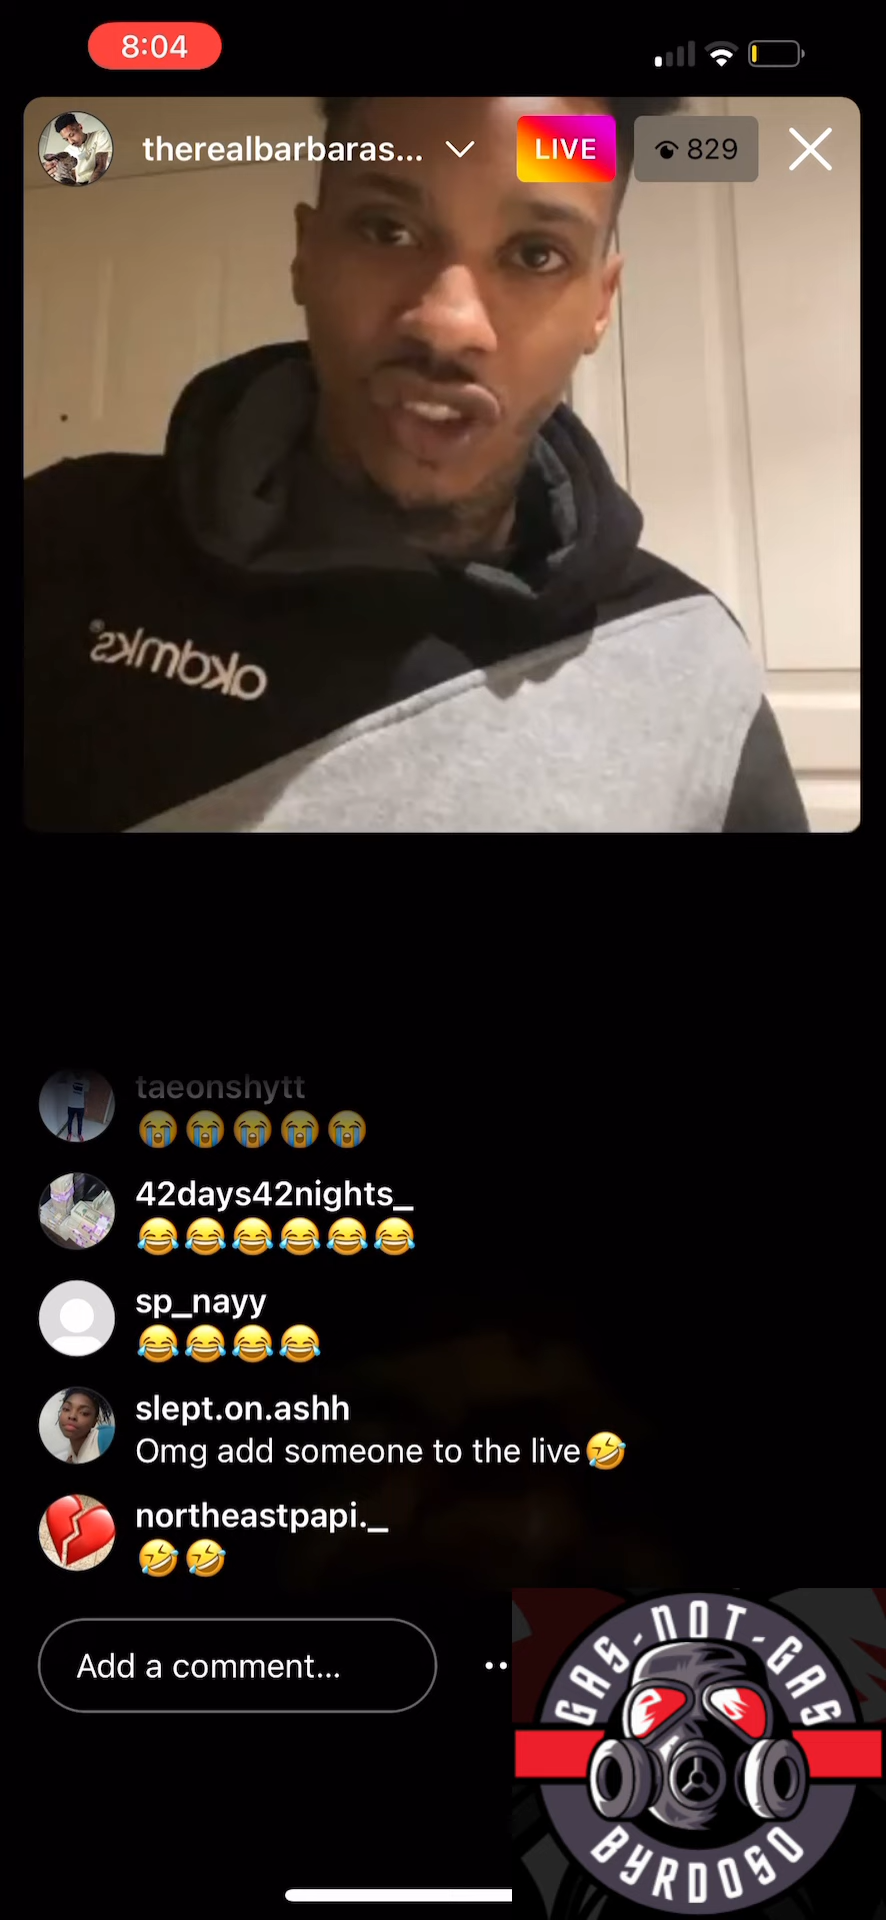 8:04
therealbarbaras...
LIVE
829
akdmks®
taeonshytt
😭😭😭😭😭
42days42nights_
😂😂😂😂😂😂
sp_nayy
😂😂😂😂
slept.on.ashh
Omg add someone to the live🤣
northeastpapi._
🤣🤣
Add a comment...
GAS-NOT-GAS
BYRDOSO